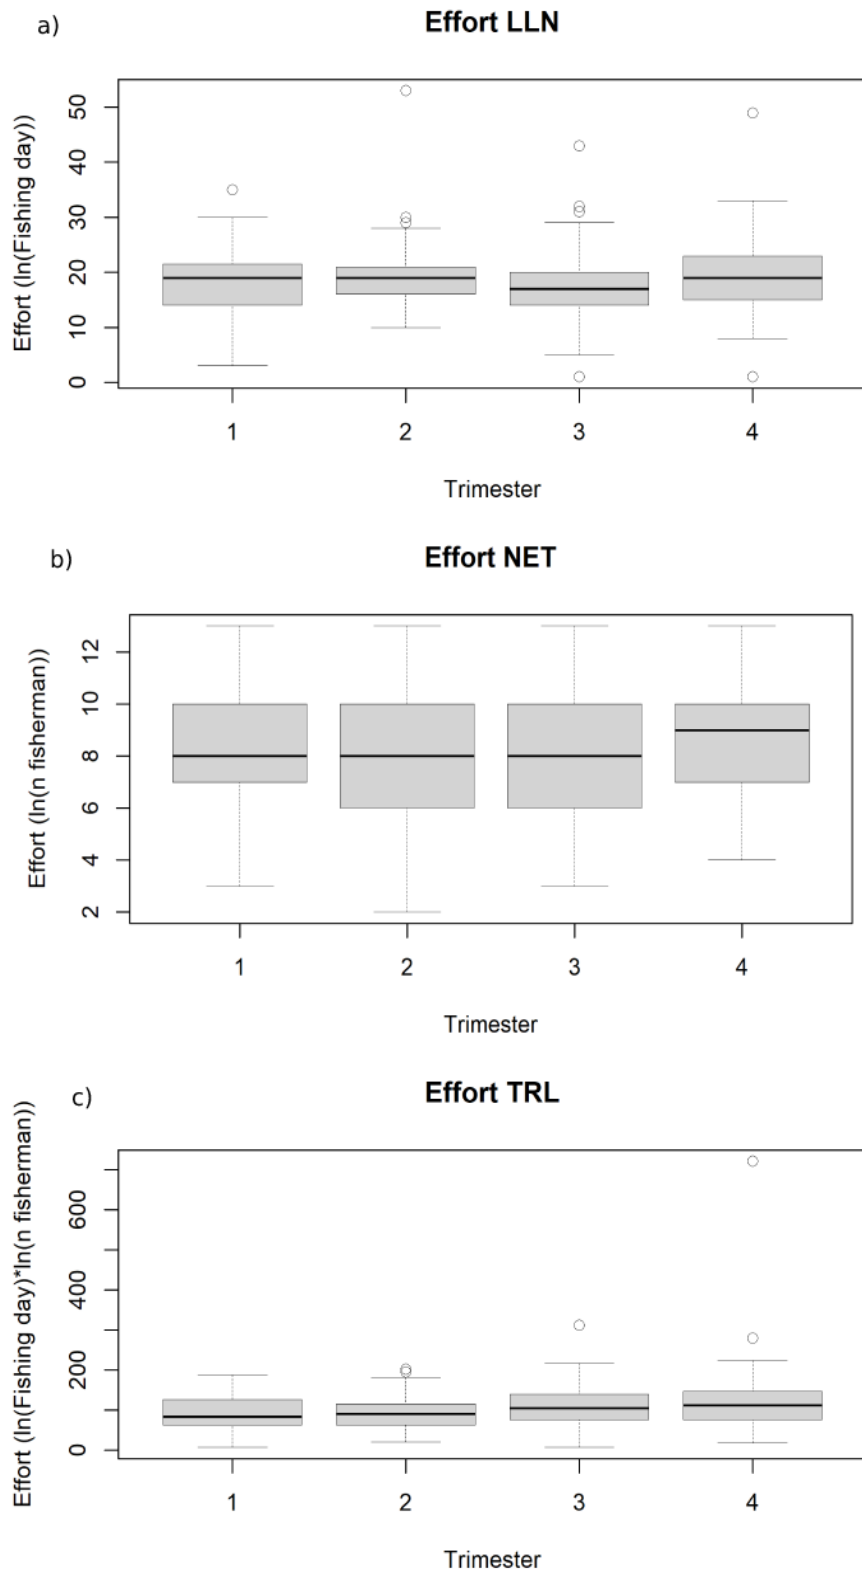 a)
Effort LLN
Effort (ln(Fishing day))
50
40
30
20
10
0
1 2 3 4
Trimester
b)
Effort NET
Effort (ln(n fisherman))
12
10
8
6
4
2
1 2 3 4
Trimester
c)
Effort TRL
Effort (ln(Fishing day)*ln(n fisherman))
600
400
200
0
1 2 3 4
Trimester